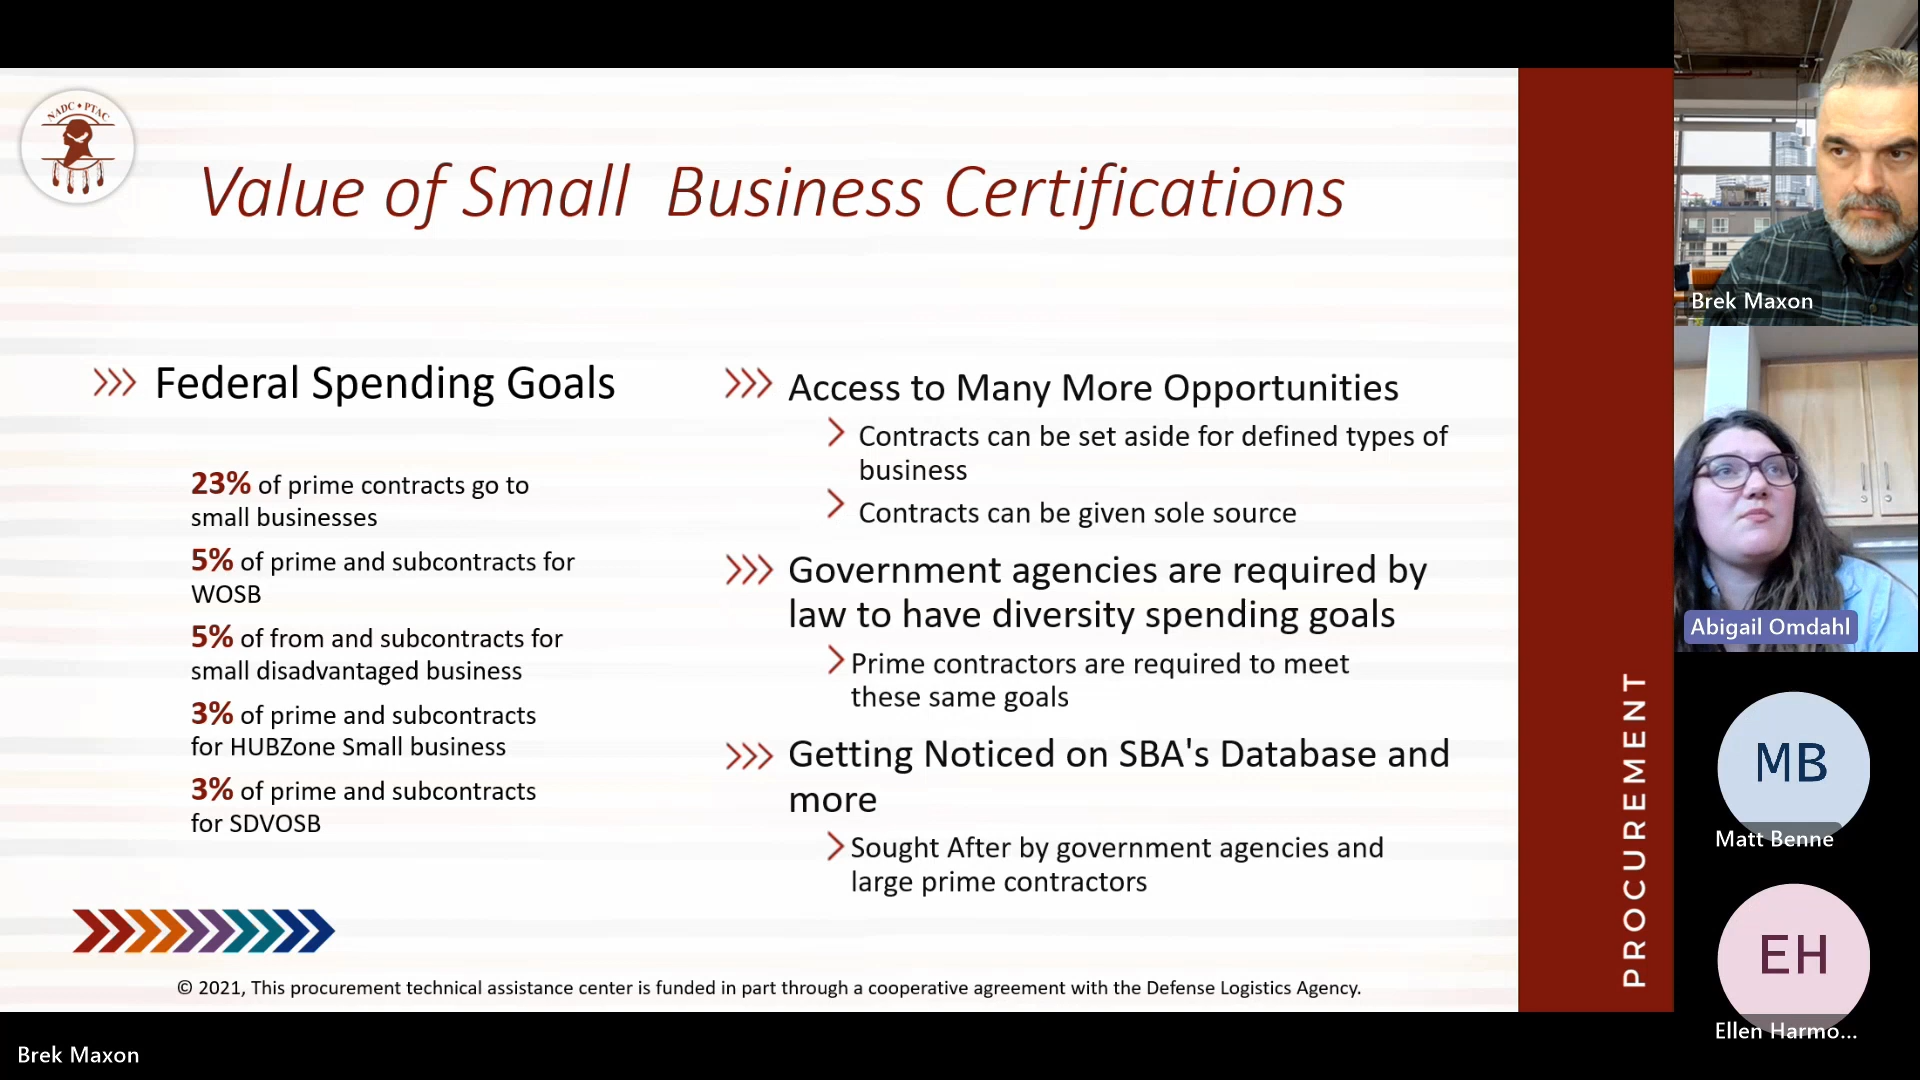 NADC • PTAC
Value of Small Business Certifications
Federal Spending Goals
23% of prime contracts go to
small businesses
5% of prime and subcontracts for
WOSB
5% of from and subcontracts for
small disadvantaged business
3% of prime and subcontracts
for HUBZone Small business
3% of prime and subcontracts
for SDVOSB
Access to Many More Opportunities
Contracts can be set aside for defined types of
business
Contracts can be given sole source
Government agencies are required by
law to have diversity spending goals
Prime contractors are required to meet
these same goals
Getting Noticed on SBA's Database and
more
Sought After by government agencies and
large prime contractors
© 2021, This procurement technical assistance center is funded in part through a cooperative agreement with the Defense Logistics Agency.
PROCUREMENT
Brek Maxon
Abigail Omdahl
MB
Matt Benne
EH
Ellen Harmo...
Brek Maxon